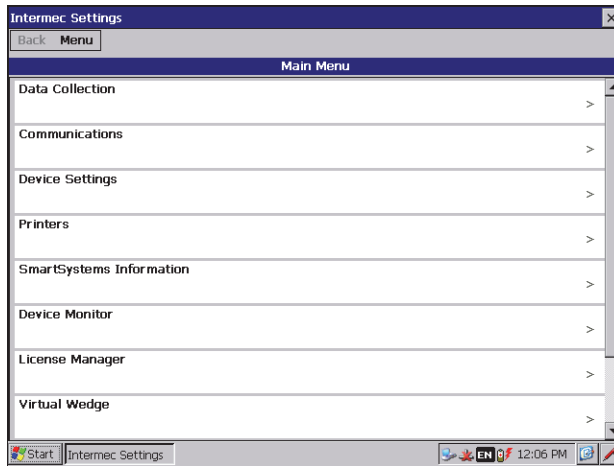 Intermec Settings
Back Menu
Main Menu
Data Collection
>
Communications
>
Device Settings
>
Printers
>
SmartSystems Information
>
Device Monitor
>
License Manager
>
Virtual Wedge
>
Start Intermec Settings EN 12:06 PM